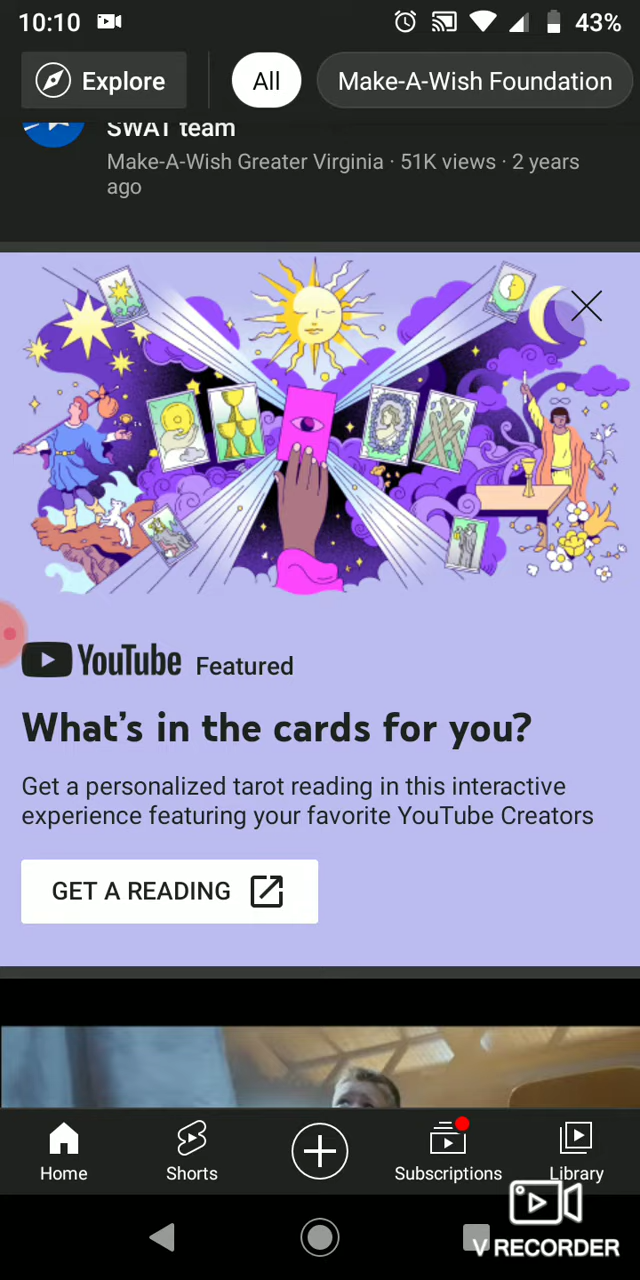 10:10
43%
Explore
All
Make-A-Wish Foundation
SWAT team
Make-A-Wish Greater Virginia · 51K views · 2 years
ago
YouTube Featured
What's in the cards for you?
Get a personalized tarot reading in this interactive
experience featuring your favorite YouTube Creators
GET A READING
Home
Shorts
Subscriptions
Library
V RECORDER